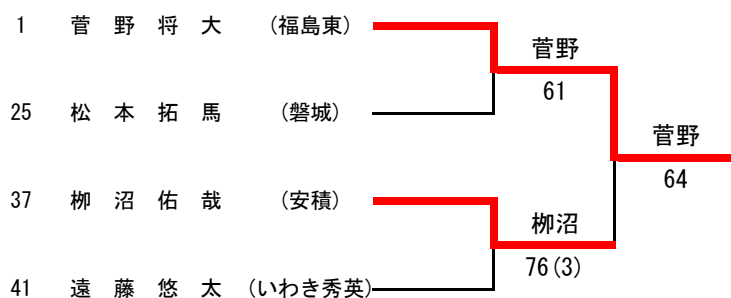 1 菅 野 将 大 (福島東)
菅野
61
25 松 本 拓 馬 (磐城)
菅野
64
37 栁 沼 佑 哉 (安積)
栁沼
76(3)
41 遠 藤 悠 太 (いわき秀英)